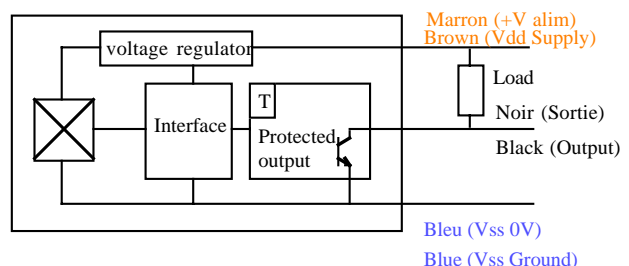 Marron (+V alim)
Brown (Vdd Supply)
voltage regulator
Load
T
Noir (Sortie)
Interface
Protected
output
Black (Output)
Bleu (Vss 0V)
Blue (Vss Ground)